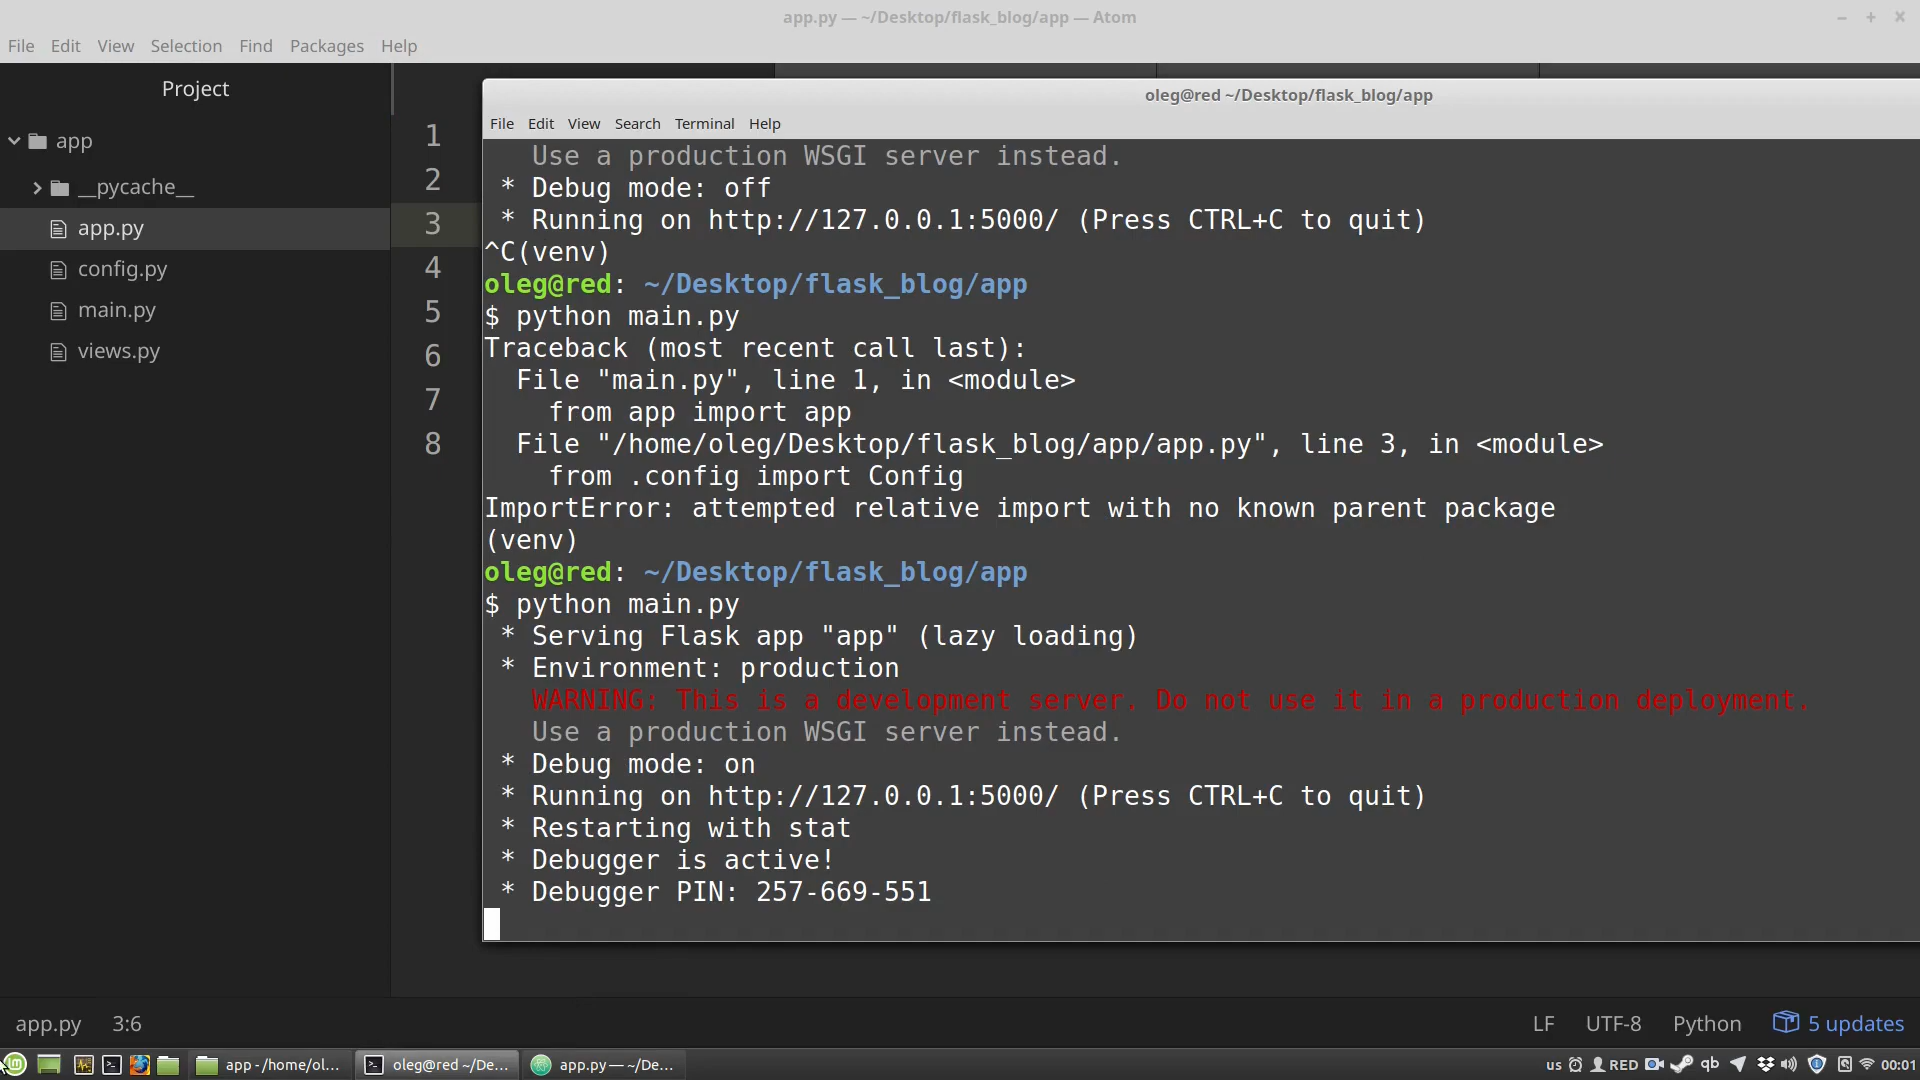 app.py — ~/Desktop/flask_blog/app — Atom
File Edit View Selection Find Packages Help
Project
app
__pycache__
app.py
config.py
main.py
views.py
1
2
3
4
5
6
7
8
oleg@red ~/Desktop/flask_blog/app
File Edit View Search Terminal Help
Use a production WSGI server instead.
* Debug mode: off
* Running on http://127.0.0.1:5000/ (Press CTRL+C to quit)
^C(venv)
oleg@red: ~/Desktop/flask_blog/app
$ python main.py
Traceback (most recent call last):
File "main.py", line 1, in <module>
from app import app
File "/home/oleg/Desktop/flask_blog/app/app.py", line 3, in <module>
from .config import Config
ImportError: attempted relative import with no known parent package
(venv)
oleg@red: ~/Desktop/flask_blog/app
$ python main.py
* Serving Flask app "app" (lazy loading)
* Environment: production
WARNING: This is a development server. Do not use it in a production deployment.
Use a production WSGI server instead.
* Debug mode: on
* Running on http://127.0.0.1:5000/ (Press CTRL+C to quit)
* Restarting with stat
* Debugger is active!
* Debugger PIN: 257-669-551
app.py 3:6 LF UTF-8 Python 5 updates
app - /home/ol... oleg@red ~/De... app.py — ~/De... us RED qb 00:01